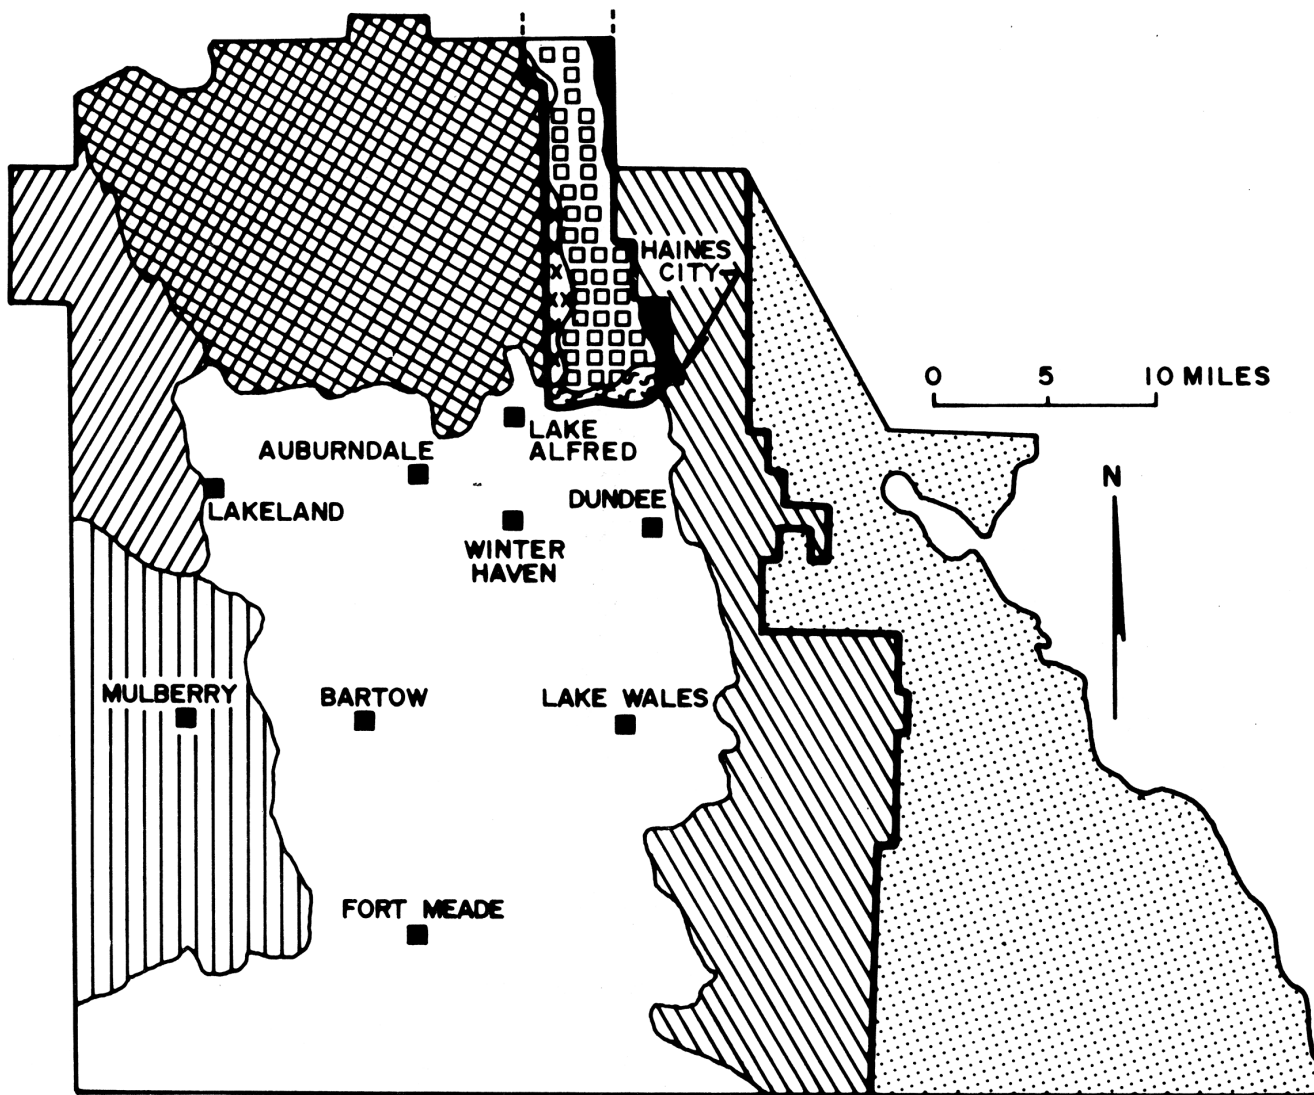 HAINES
CITY
0 5 10 MILES
LAKE
ALFRED
AUBURNDALE
N
LAKELAND
DUNDEE
WINTER
HAVEN
MULBERRY
BARTOW
LAKE WALES
FORT MEADE